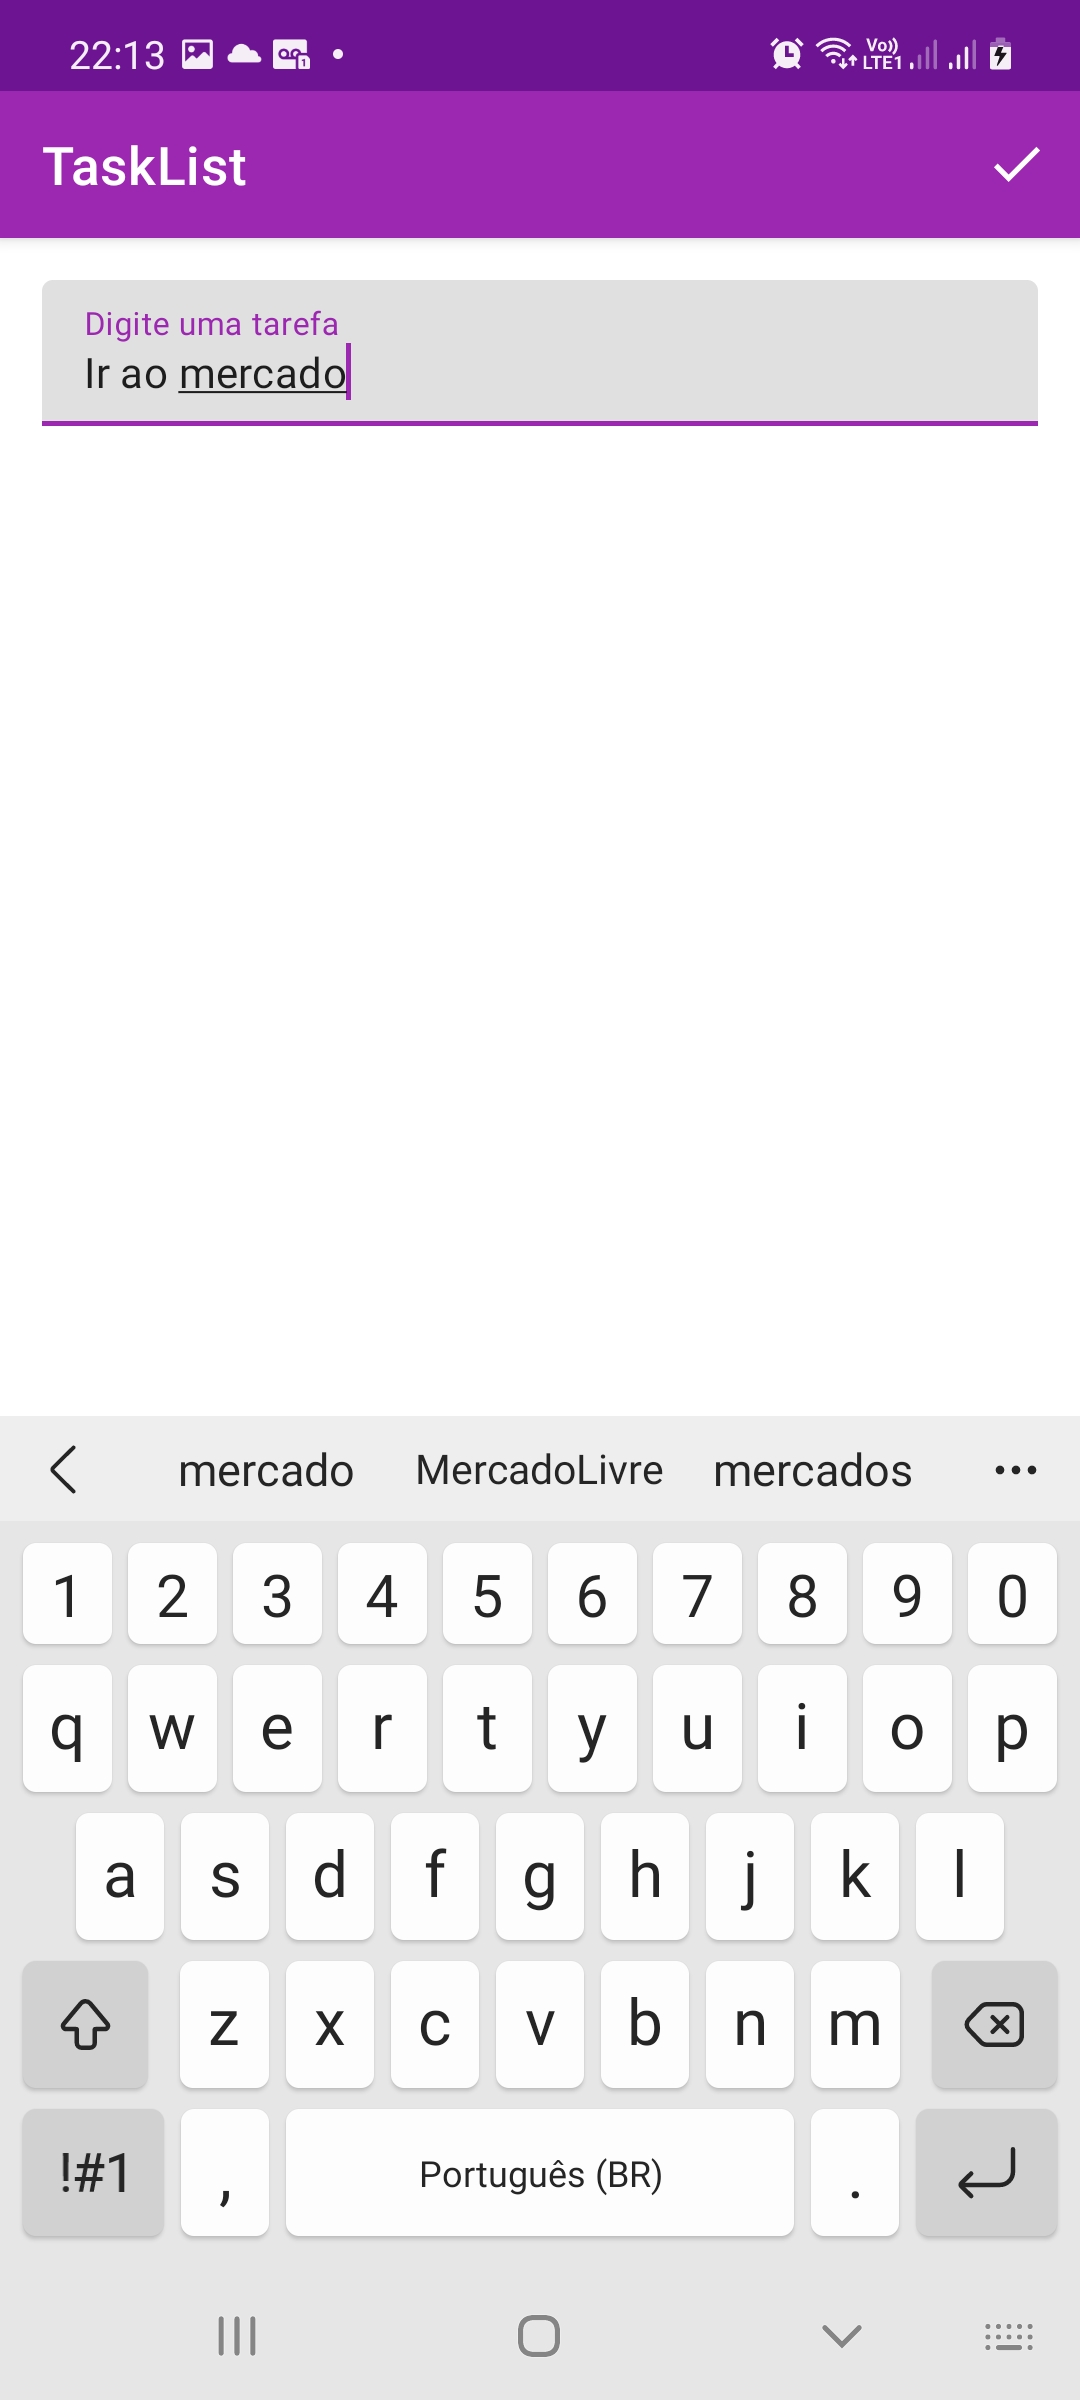 22:13
Vo)) LTE1
TaskList
Digite uma tarefa
Ir ao mercado
mercado MercadoLivre mercados
1 2 3 4 5 6 7 8 9 0
q w e r t y u i o p
a s d f g h j k l
z x c v b n m
!#1 , Português (BR) .